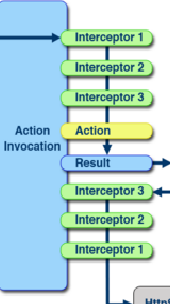 Interceptor 1
Interceptor 2
Interceptor 3
Action
Invocation
Action
Result
Interceptor 3
Interceptor 2
Interceptor 1